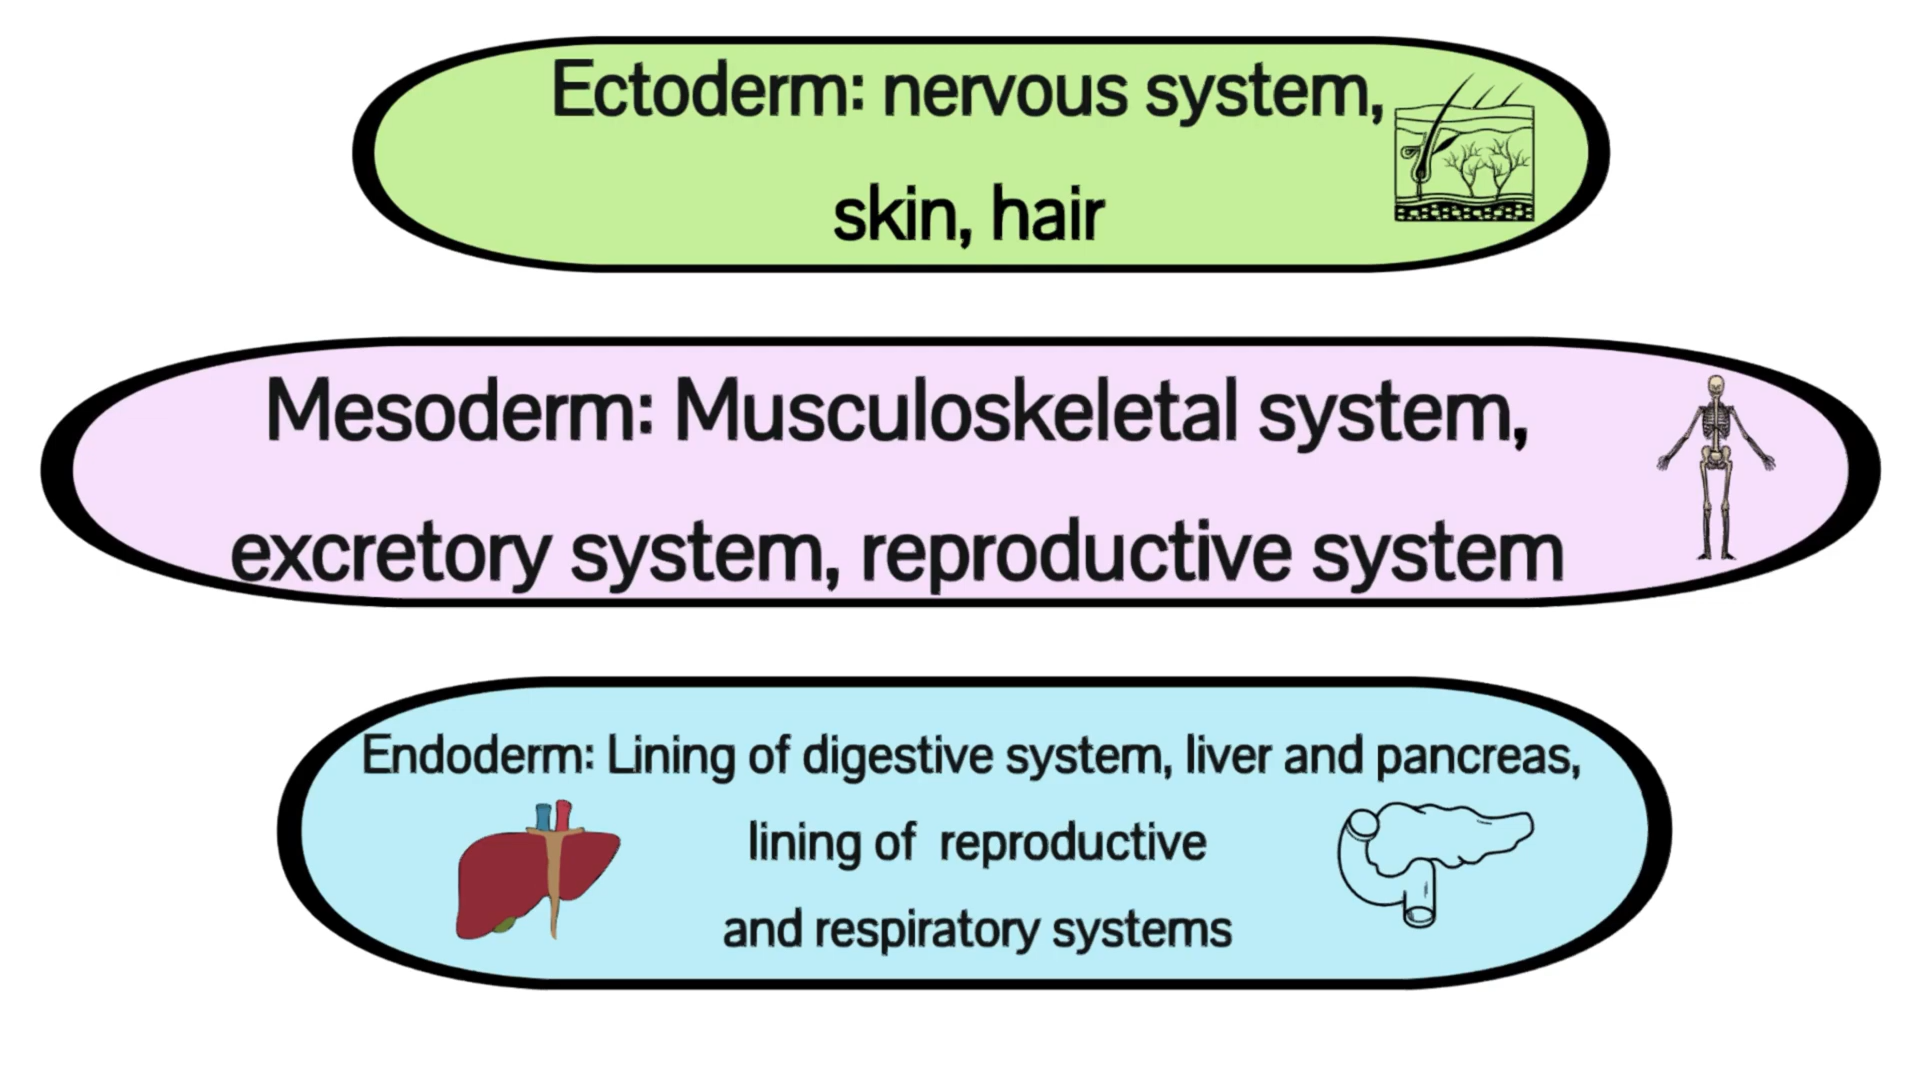 Ectoderm: nervous system,
skin, hair
Mesoderm: Musculoskeletal system,
excretory system, reproductive system
Endoderm: Lining of digestive system, liver and pancreas,
lining of reproductive
and respiratory systems